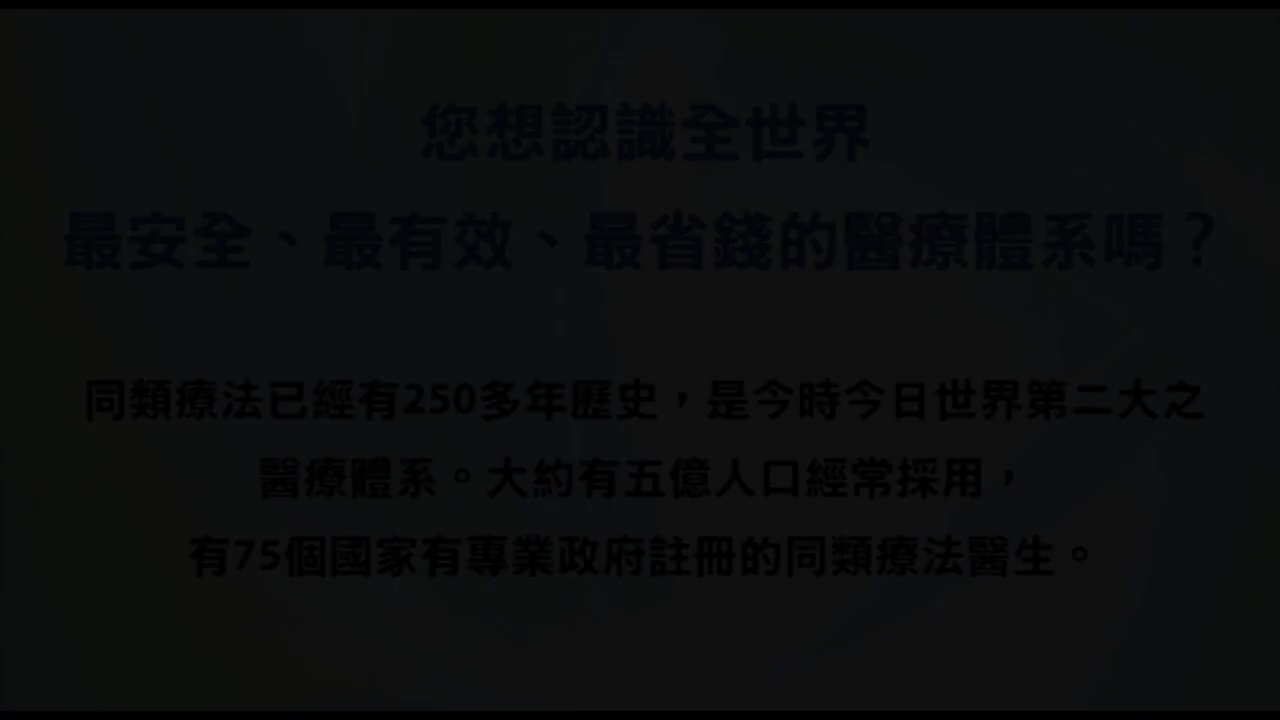 您想認識全世界
最安全、最有效、最省錢的醫療體系嗎？
同類療法已經有250多年歷史，是今時今日世界第二大之
醫療體系。大約有五億人口經常採用，
有75個國家有專業政府註冊的同類療法醫生。